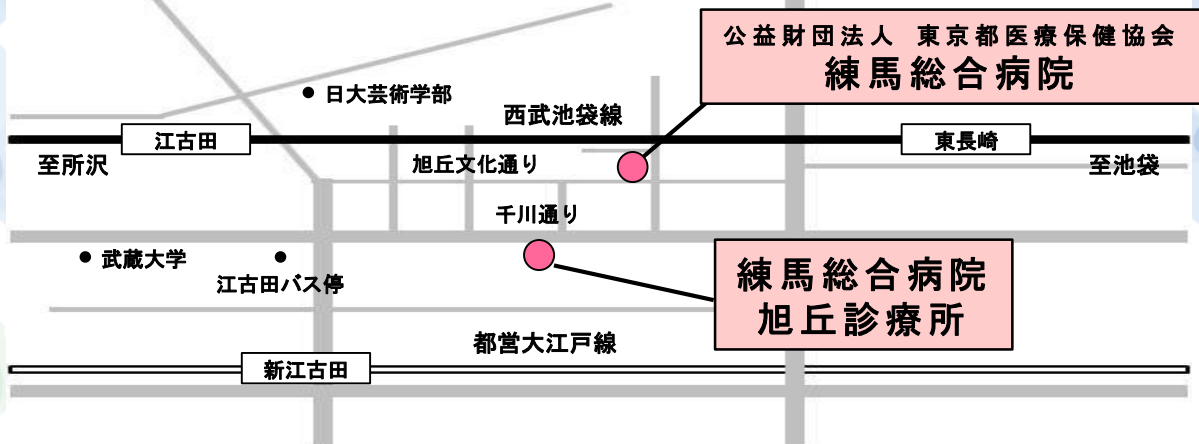 公益財団法人 東京都医療保健協会
練馬総合病院
日大芸術学部
西武池袋線
江古田
東長崎
至所沢
旭丘文化通り
至池袋
千川通り
武蔵大学
江古田バス停
練馬総合病院
旭丘診療所
都営大江戸線
新江古田